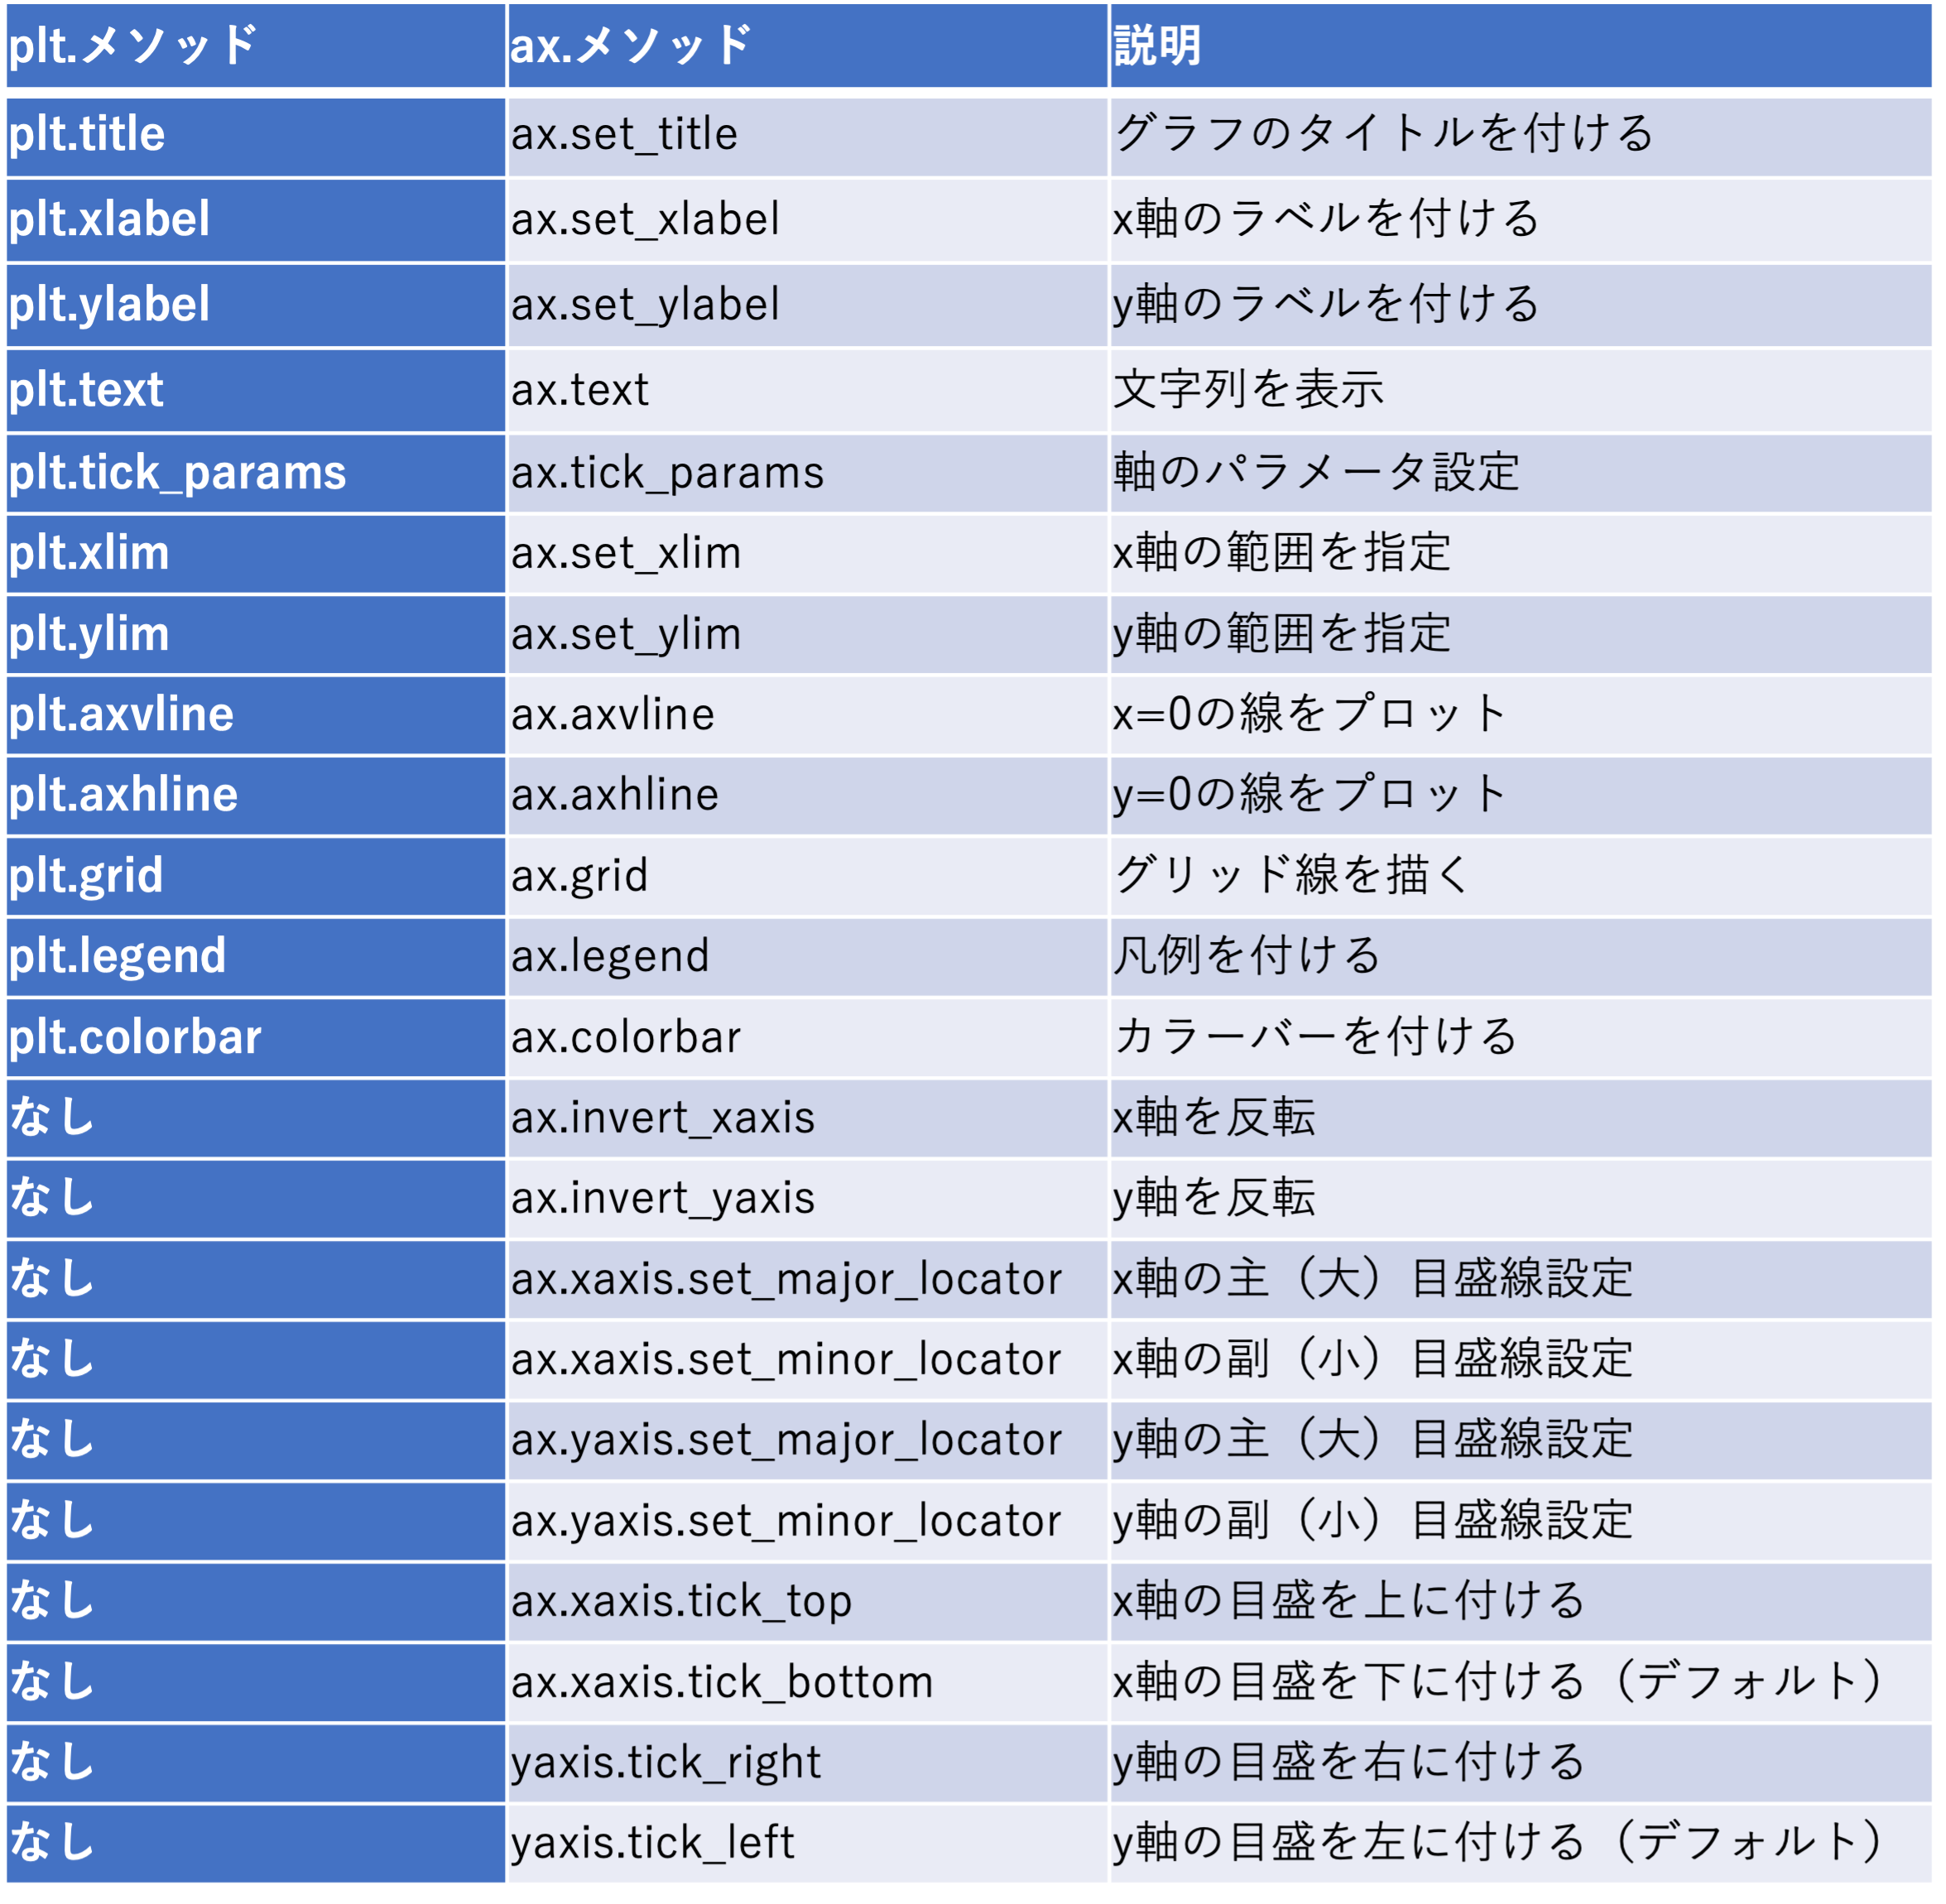 plt.メソッド ax.メソッド 説明
plt.title ax.set_title グラフのタイトルを付ける
plt.xlabel ax.set_xlabel x軸のラベルを付ける
plt.ylabel ax.set_ylabel y軸のラベルを付ける
plt.text ax.text 文字列を表示
plt.tick_params ax.tick_params 軸のパラメータ設定
plt.xlim ax.set_xlim x軸の範囲を指定
plt.ylim ax.set_ylim y軸の範囲を指定
plt.axvline ax.axvline x=0の線をプロット
plt.axhline ax.axhline y=0の線をプロット
plt.grid ax.grid グリッド線を描く
plt.legend ax.legend 凡例を付ける
plt.colorbar ax.colorbar カラーバーを付ける
なし ax.invert_xaxis x軸を反転
なし ax.invert_yaxis y軸を反転
なし ax.xaxis.set_major_locator x軸の主（大）目盛線設定
なし ax.xaxis.set_minor_locator x軸の副（小）目盛線設定
なし ax.yaxis.set_major_locator y軸の主（大）目盛線設定
なし ax.yaxis.set_minor_locator y軸の副（小）目盛線設定
なし ax.xaxis.tick_top x軸の目盛を上に付ける
なし ax.xaxis.tick_bottom x軸の目盛を下に付ける（デフォルト）
なし yaxis.tick_right y軸の目盛を右に付ける
なし yaxis.tick_left y軸の目盛を左に付ける（デフォルト）